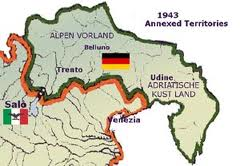 1943
Annexed Territories
ALPEN VORLAND
Belluno
Trento
Udine
ADRIATISCHE
KUST LAND
Salò
Venezia